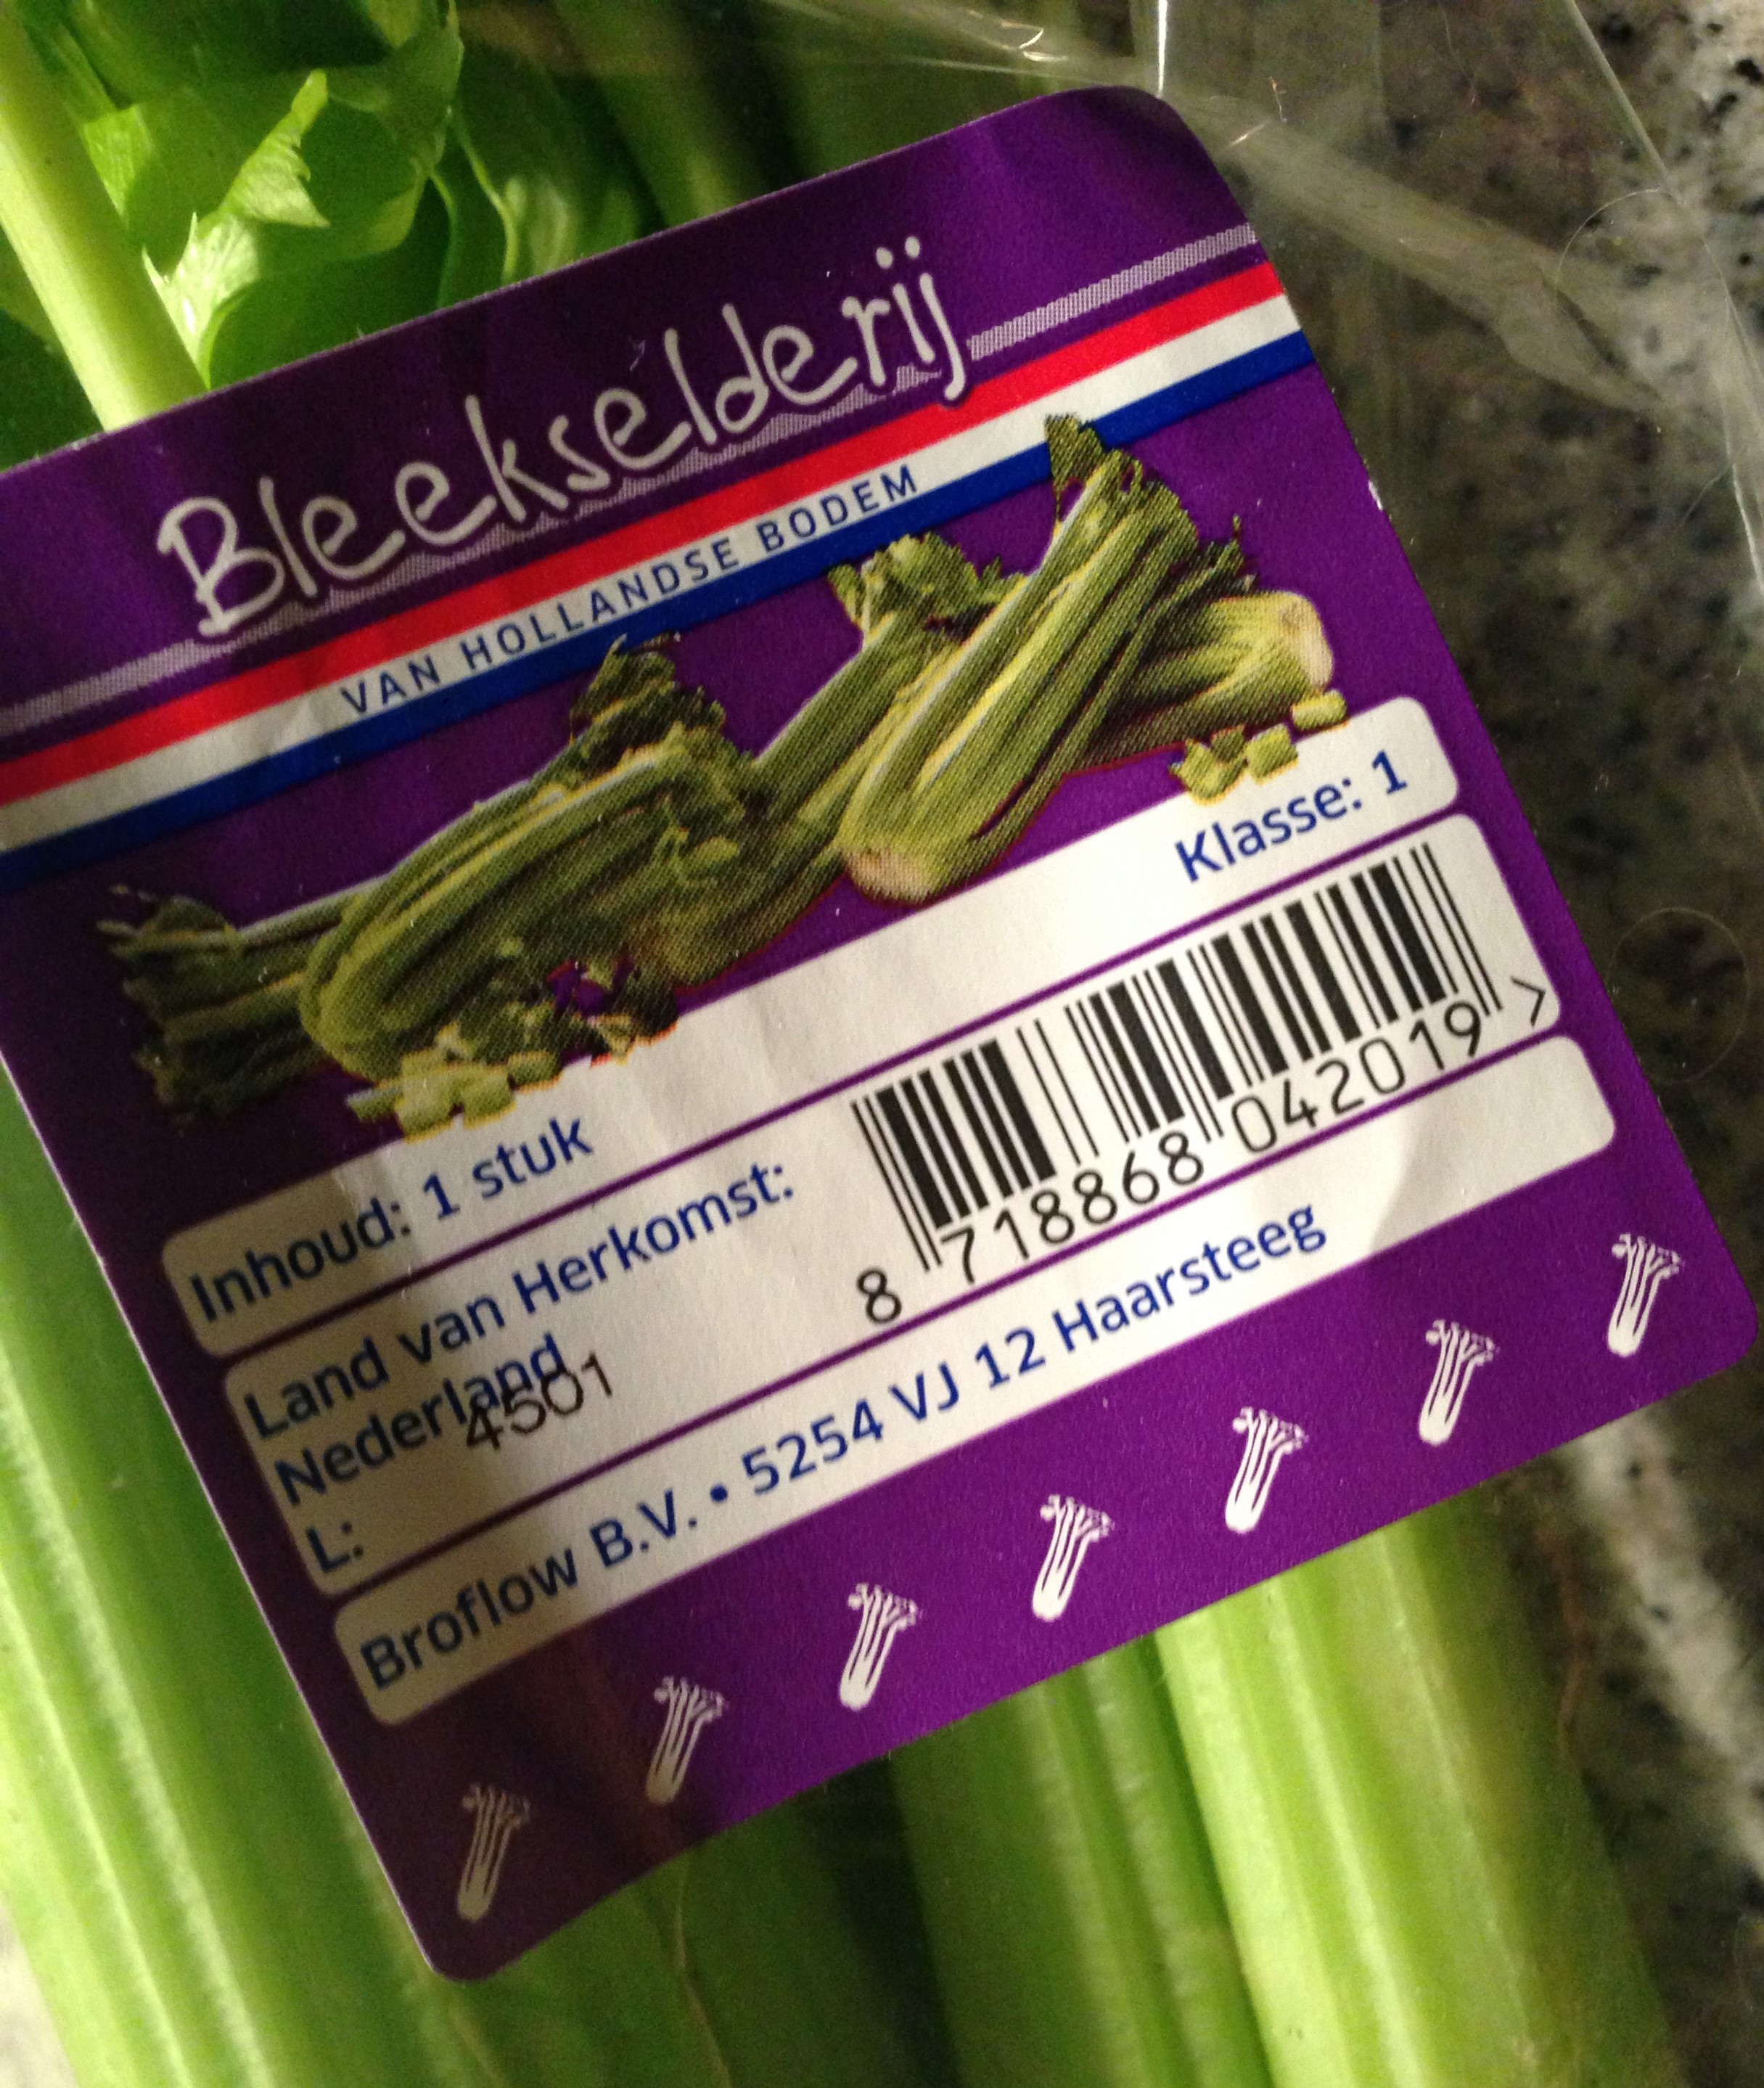 Bleekselderij
VAN HOLLANDSE BODEM
Klasse: 1
Inhoud: 1 stuk
Land van Herkomst:
Nederland
4501
L:
8 718868 042019 >
Broflow B.V. • 5254 VJ 12 Haarsteeg